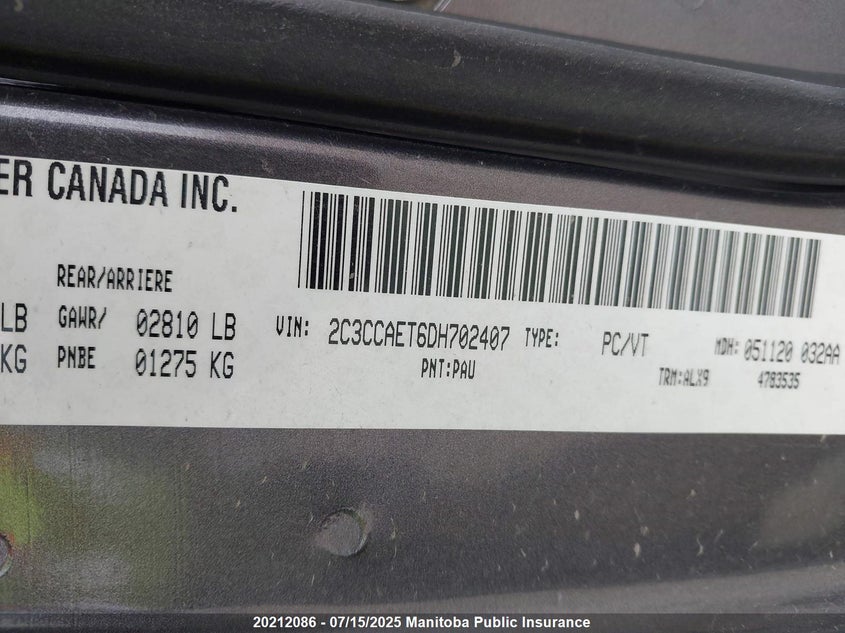 ER CANADA INC.
REAR/ARRIERE
LB GAWR/ 02810 LB VIN: 2C3CCAET6DH702407 TYPE: PC/VT MDH: 051120 032AA
KG PNBE 01275 KG PNT:PAU TRM:ALX9 4783535
20212086 - 07/15/2025 Manitoba Public Insurance